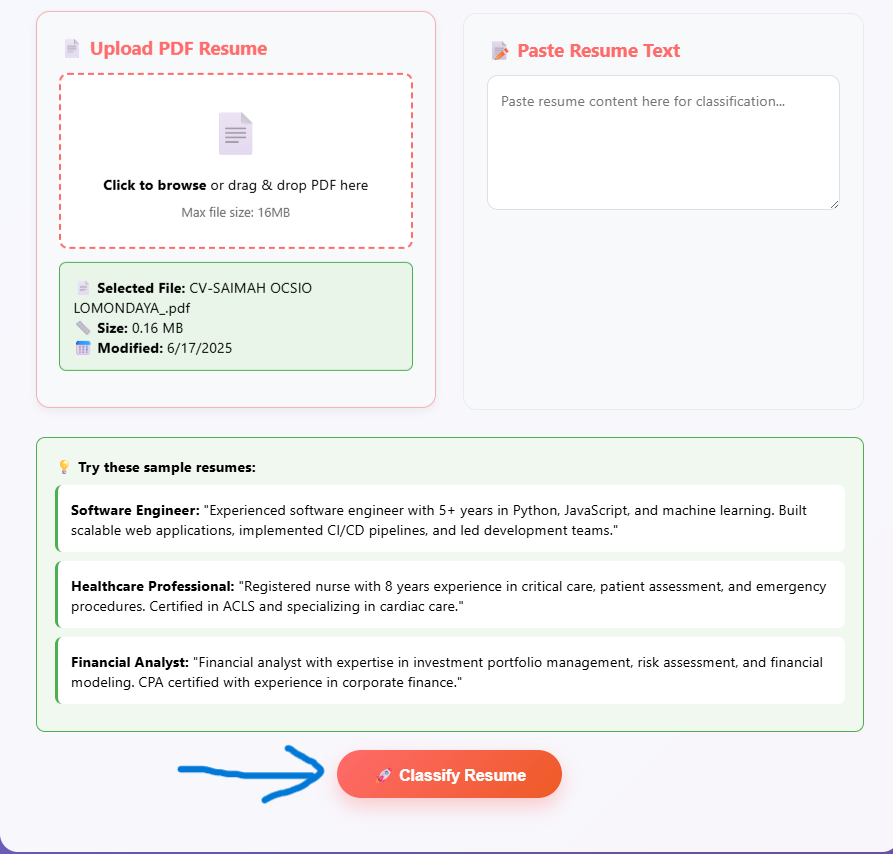 Upload PDF Resume
Click to browse or drag & drop PDF here
Max file size: 16MB
Selected File: CV-SAIMAH OCSIO
LOMONDAYA_.pdf
Size: 0.16 MB
Modified: 6/17/2025
Paste Resume Text
Paste resume content here for classification...
Try these sample resumes:
Software Engineer: "Experienced software engineer with 5+ years in Python, JavaScript, and machine learning. Built
scalable web applications, implemented CI/CD pipelines, and led development teams."
Healthcare Professional: "Registered nurse with 8 years experience in critical care, patient assessment, and emergency
procedures. Certified in ACLS and specializing in cardiac care."
Financial Analyst: "Financial analyst with expertise in investment portfolio management, risk assessment, and financial
modeling. CPA certified with experience in corporate finance."
Classify Resume